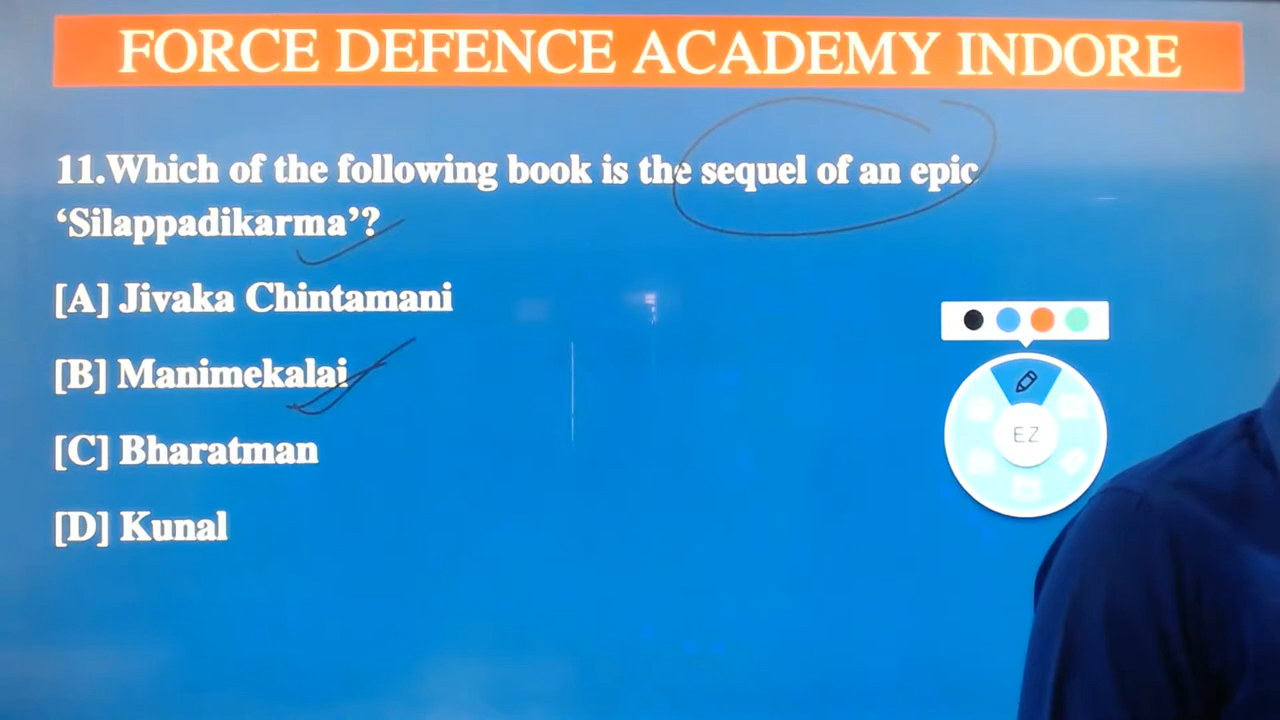 FORCE DEFENCE ACADEMY INDORE
11.Which of the following book is the sequel of an epic
‘Silappadikarma’?
[A] Jivaka Chintamani
[B] Manimekalai
[C] Bharatman
[D] Kunal
EZ